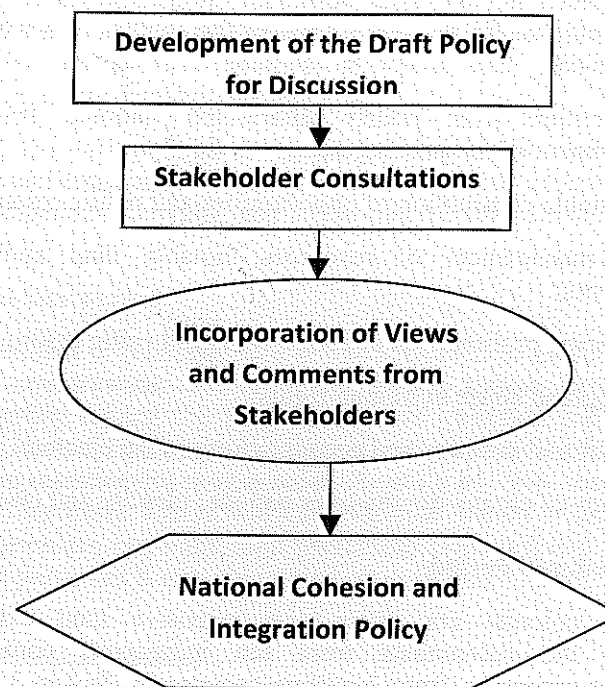 Development of the Draft Policy
for Discussion
Stakeholder Consultations
Incorporation of Views
and Comments from
Stakeholders
National Cohesion and
Integration Policy